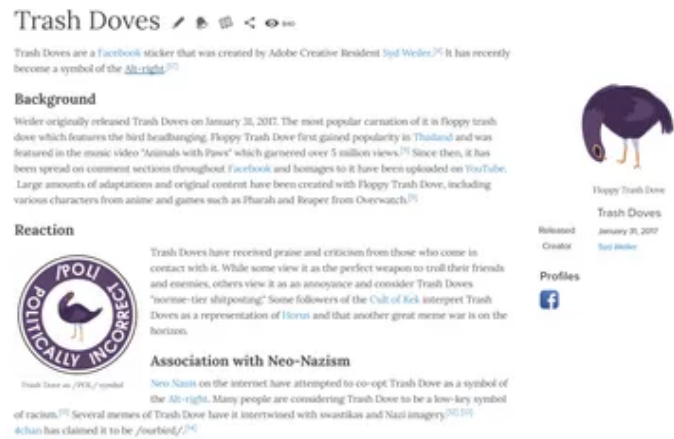 Trash Doves
Trash Doves are a Facebook sticker that was created by Adobe Creative Resident Syd Weiler. It has recently
become a symbol of the Alt-right.
Background
Weiler originally released Trash Doves on January 31, 2017. The most popular carnation of it is floppy trash
dove which features the bird headbanging. Floppy Trash Dove first gained popularity in Thailand and was
featured in the music video "Animals with Paws" which garnered over 5 million views. Since then, it has
been spread on comment sections throughout Facebook and homages to it have been uploaded on YouTube.
Large amounts of adaptations and original content have been created with Floppy Trash Dove, including
various characters from anime and games such as Pharah and Reaper from Overwatch.
Floppy Trash Dove
Trash Doves
Released January 31, 2017
Creator Syd Weiler
Profiles
Reaction
/POL/
POLITICALLY INCORRECT
Trash Dove as /POL/ symbol
Trash Doves have received praise and criticism from those who come in
contact with it. While some view it as the perfect weapon to troll their friends
and enemies, others view it as an annoyance and consider Trash Doves
"norme-tier shitposting." Some followers of the Cult of Kek interpret Trash
Doves as a representation of Horus and that another great meme war is on the
horizon.
Association with Neo-Nazism
Neo Nazis on the internet have attempted to co-opt Trash Dove as a symbol of
the Alt-right. Many people are considering Trash Dove to be a low-key symbol
of racism. Several memes of Trash Dove have it intertwined with swastikas and Nazi imagery.
4chan has claimed it to be /ourbird/.